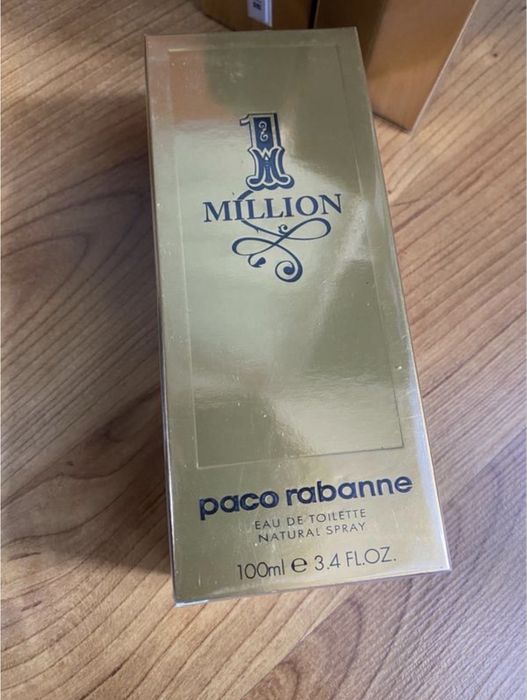 1
MILLION
paco rabanne
EAU DE TOILETTE
NATURAL SPRAY
100ml e 3.4 FL.OZ.